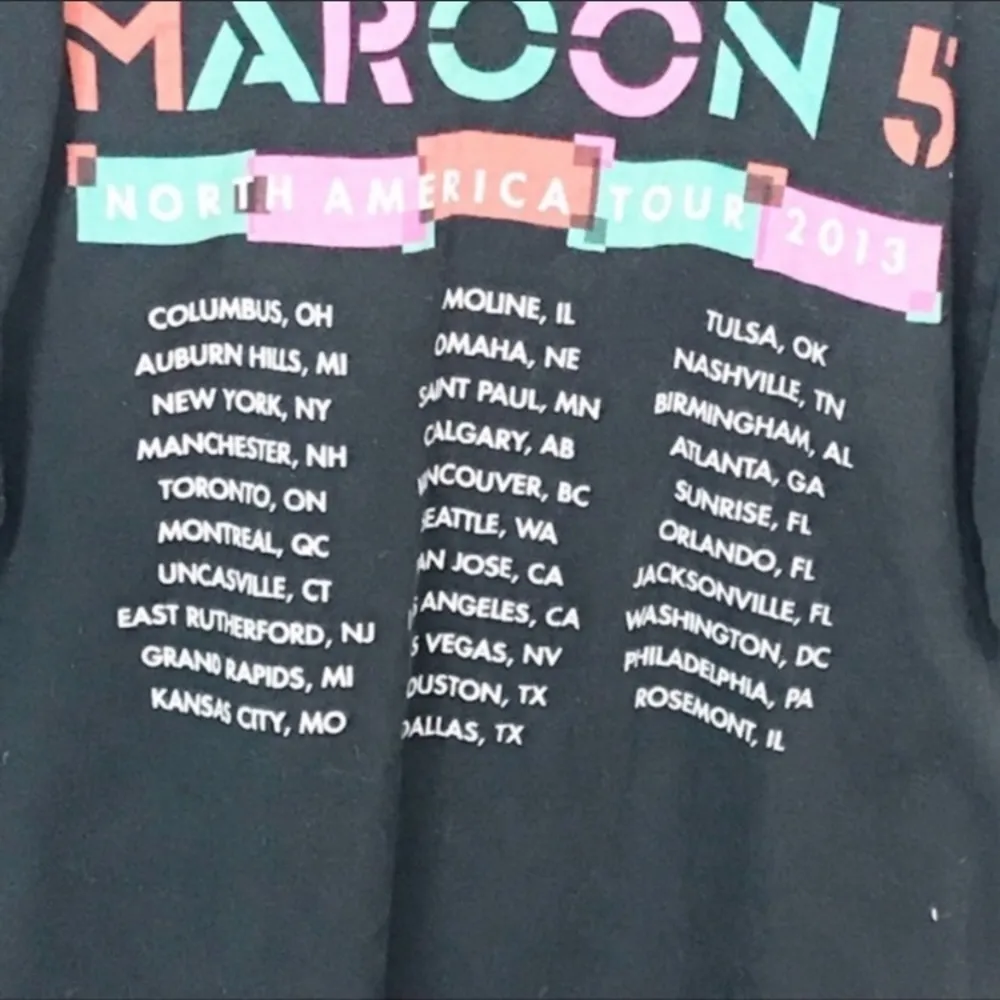 MAROON 5
NORTH AMERICA TOUR 2013
COLUMBUS, OH
AUBURN HILLS, MI
NEW YORK, NY
MANCHESTER, NH
TORONTO, ON
MONTREAL, QC
UNCASVILLE, CT
EAST RUTHERFORD, NJ
GRAND RAPIDS, MI
KANSAS CITY, MO
MOLINE, IL
OMAHA, NE
SAINT PAUL, MN
CALGARY, AB
ANCOUVER, BC
SEATTLE, WA
AN JOSE, CA
S ANGELES, CA
S VEGAS, NV
OUSTON, TX
DALLAS, TX
TULSA, OK
NASHVILLE, TN
BIRMINGHAM, AL
ATLANTA, GA
SUNRISE, FL
ORLANDO, FL
JACKSONVILLE, FL
WASHINGTON, DC
PHILADELPHIA, PA
ROSEMONT, IL